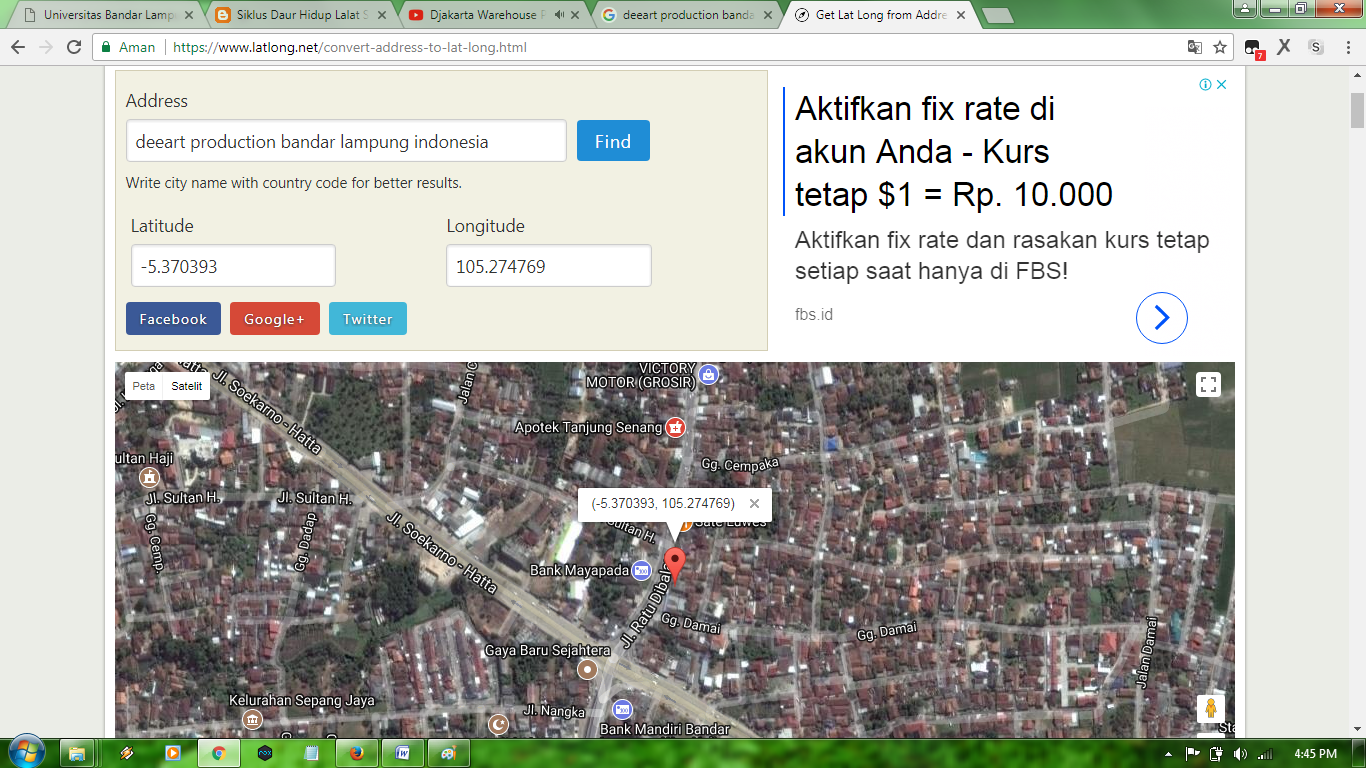 Universitas Bandar Lamp
Siklus Daur Hidup Lalat S
Djakarta Warehouse P
deeart production banda
Get Lat Long from Addre
Aman
https://www.latlong.net/convert-address-to-lat-long.html
7
X
S
Address
deeart production bandar lampung indonesia
Find
Write city name with country code for better results.
Latitude
Longitude
-5.370393
105.274769
Facebook
Google+
Twitter
Aktifkan fix rate di
akun Anda - Kurs
tetap $1 = Rp. 10.000
Aktifkan fix rate dan rasakan kurs tetap
setiap saat hanya di FBS!
fbs.id
Peta
Satelit
Jl. Soekarno - Hatta
Hatta
Jalan C
VICTORY
MOTOR (GROSIR)
Apotek Tanjung Senang
Gg. Cempaka
ultan Haji
Jl. Sultan H.
Jl. Sultan H.
Gg. Cemp.
Gg. Dadap
Jl. Soekarno - Hatta
(-5.370393, 105.274769)
Sate Luwes
ultan H.
Bank Mayapada
Jl. Ratu Dibala
Gg. Damai
Gg. Damai
Jalan Damai
Gaya Baru Sejahtera
Kelurahan Sepang Jaya
Jl. Nangka
Bank Mandiri Bandar
Sta
4:45 PM